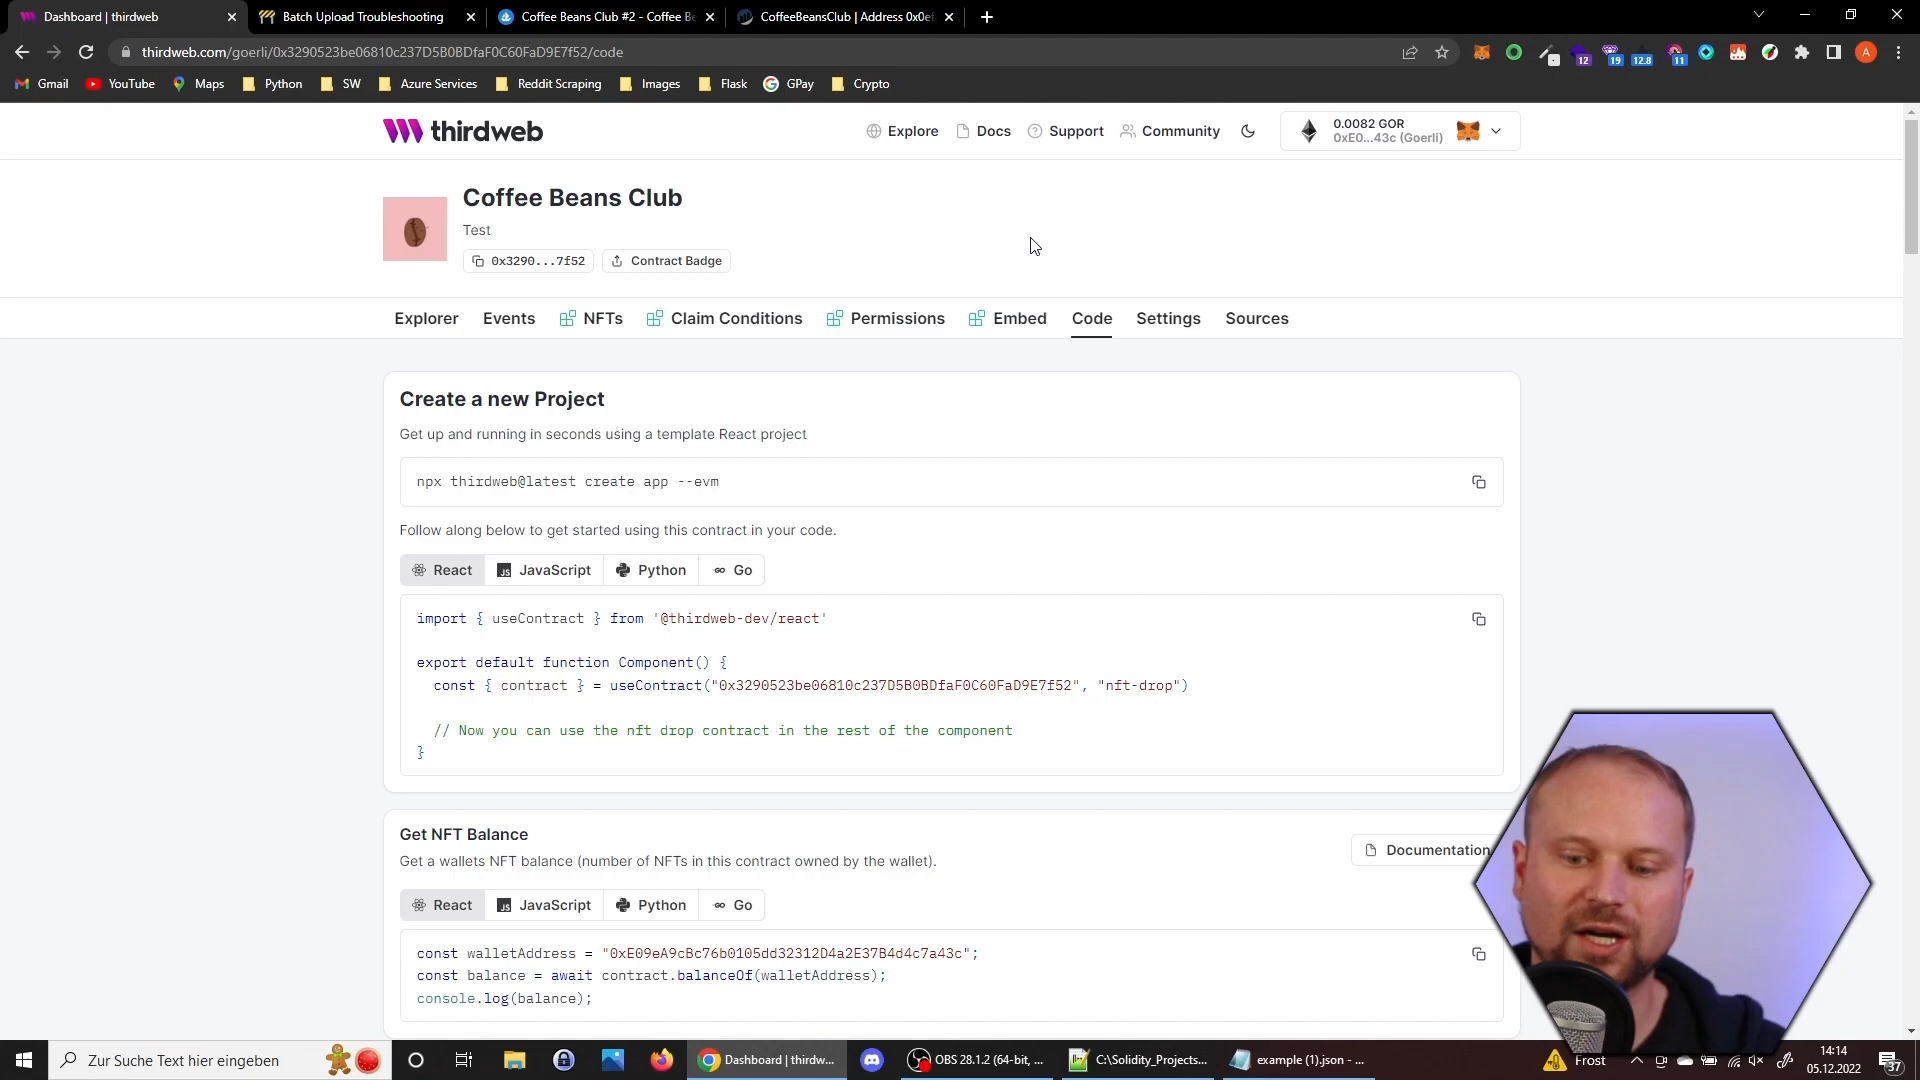 Dashboard | thirdweb
Batch Upload Troubleshooting
Coffee Beans Club #2 - Coffee Be
CoffeeBeansClub | Address 0x0ef
thirdweb.com/goerli/0x3290523be06810c237D5B0BDfaF0C60FaD9E7f52/code
12
19
12.8
11
A
Gmail
YouTube
Maps
Python
SW
Azure Services
Reddit Scraping
Images
Flask
GPay
Crypto
thirdweb
Explore
Docs
Support
Community
0.0082 GOR
0xE0...43c (Goerli)
Coffee Beans Club
Test
0x3290...7f52
Contract Badge
Explorer
Events
NFTs
Claim Conditions
Permissions
Embed
Code
Settings
Sources
Create a new Project
Get up and running in seconds using a template React project
npx thirdweb@latest create app --evm
Follow along below to get started using this contract in your code.
React
JavaScript
Python
Go
import { useContract } from '@thirdweb-dev/react'
export default function Component() {
const { contract } = useContract("0x3290523be06810c237D5B0BDfaF0C60FaD9E7f52", "nft-drop")
// Now you can use the nft drop contract in the rest of the component
}
Get NFT Balance
Get a wallets NFT balance (number of NFTs in this contract owned by the wallet).
Documentation
React
JavaScript
Python
Go
const walletAddress = "0xE09eA9cBc76b0105dd32312D4a2E37B4d4c7a43c";
const balance = await contract.balanceOf(walletAddress);
console.log(balance);
Zur Suche Text hier eingeben
Dashboard | thirdw...
OBS 28.1.2 (64-bit, ...
C:\Solidity_Projects...
example (1).json - ...
Frost
14:14
05.12.2022
37